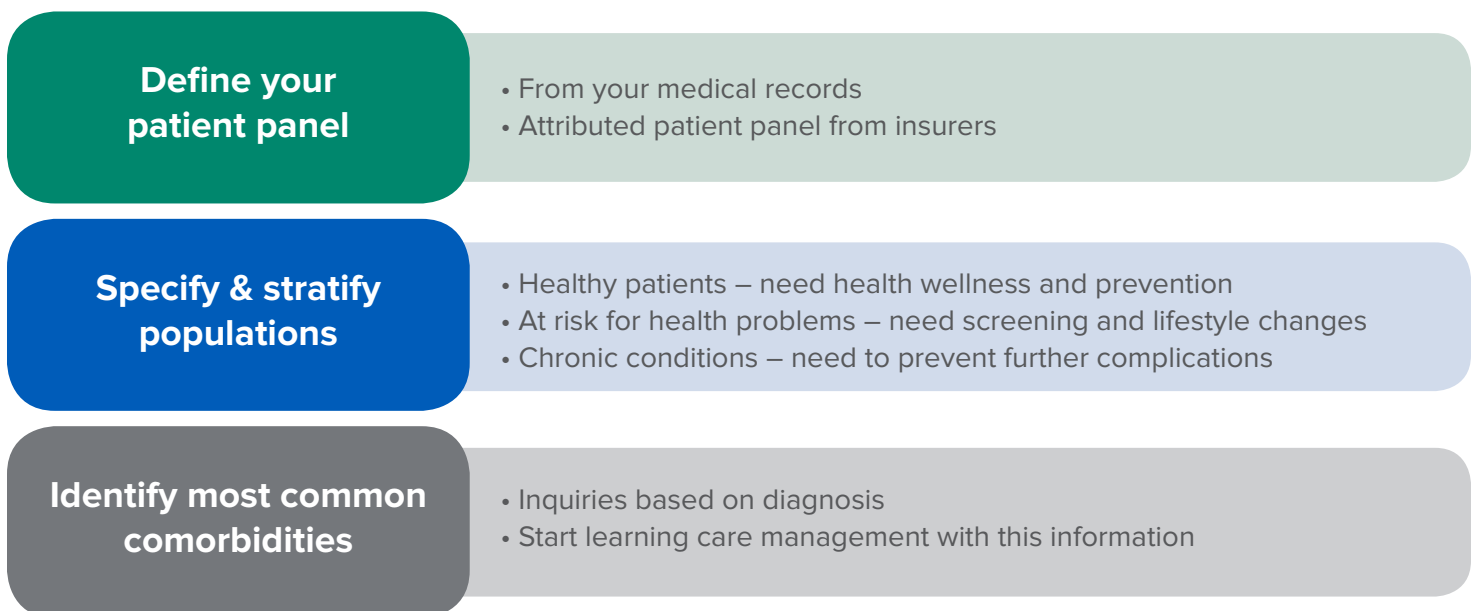 Define your
patient panel
• From your medical records
• Attributed patient panel from insurers
Specify & stratify
populations
• Healthy patients – need health wellness and prevention
• At risk for health problems – need screening and lifestyle changes
• Chronic conditions – need to prevent further complications
Identify most common
comorbidities
• Inquiries based on diagnosis
• Start learning care management with this information